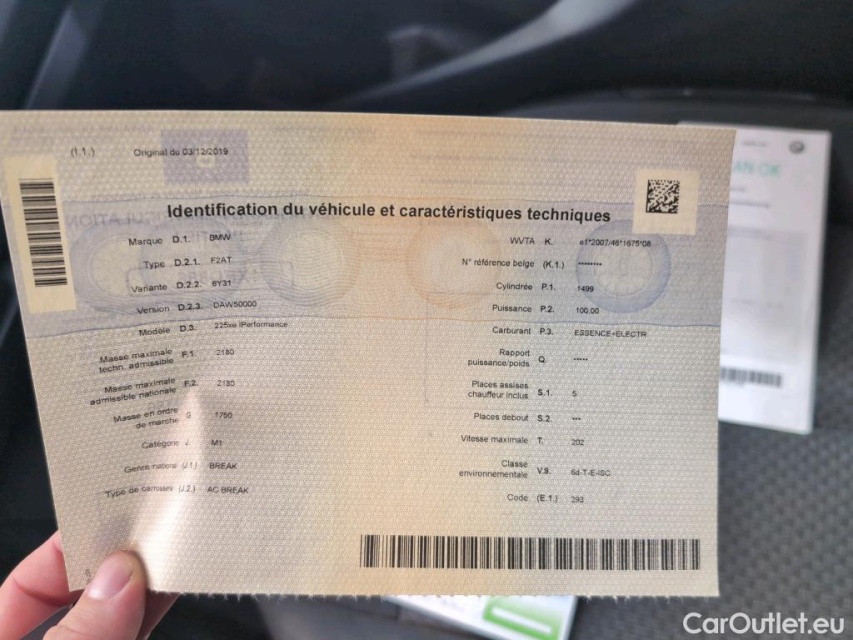 (1.1.) Original du 03/12/2019
Identification du véhicule et caractéristiques techniques
Marque D.1. BMW
Type D.2.1. F2AT
Variante D.2.2. 6Y31
Version D.2.3. DAW50000
Modèle D.3. 225xe iPerformance
Masse maximale
techn. admissible F.1. 2180
Masse maximale
admissible nationale F.2. 2180
Masse en ordre
de marche G 1760
Catégorie J. M1
Genre national (J.1.) BREAK
Type de carrosserie (J.2.) AC BREAK
WVTA K. e1*2007/46*1675*08
N° référence belge (K.1.) ********
Cylindrée P.1. 1499
Puissance P.2. 100,00
Carburant P.3. ESSENCE+ELECTR
Rapport
puissance/poids Q. *****
Places assises
chauffeur inclus S.1. 5
Places debout S.2. ***
Vitesse maximale T. 202
Classe
environnementale V.9. 6d-T-E-ISC
Code (E.1.) 293
OK
CarOutlet.eu